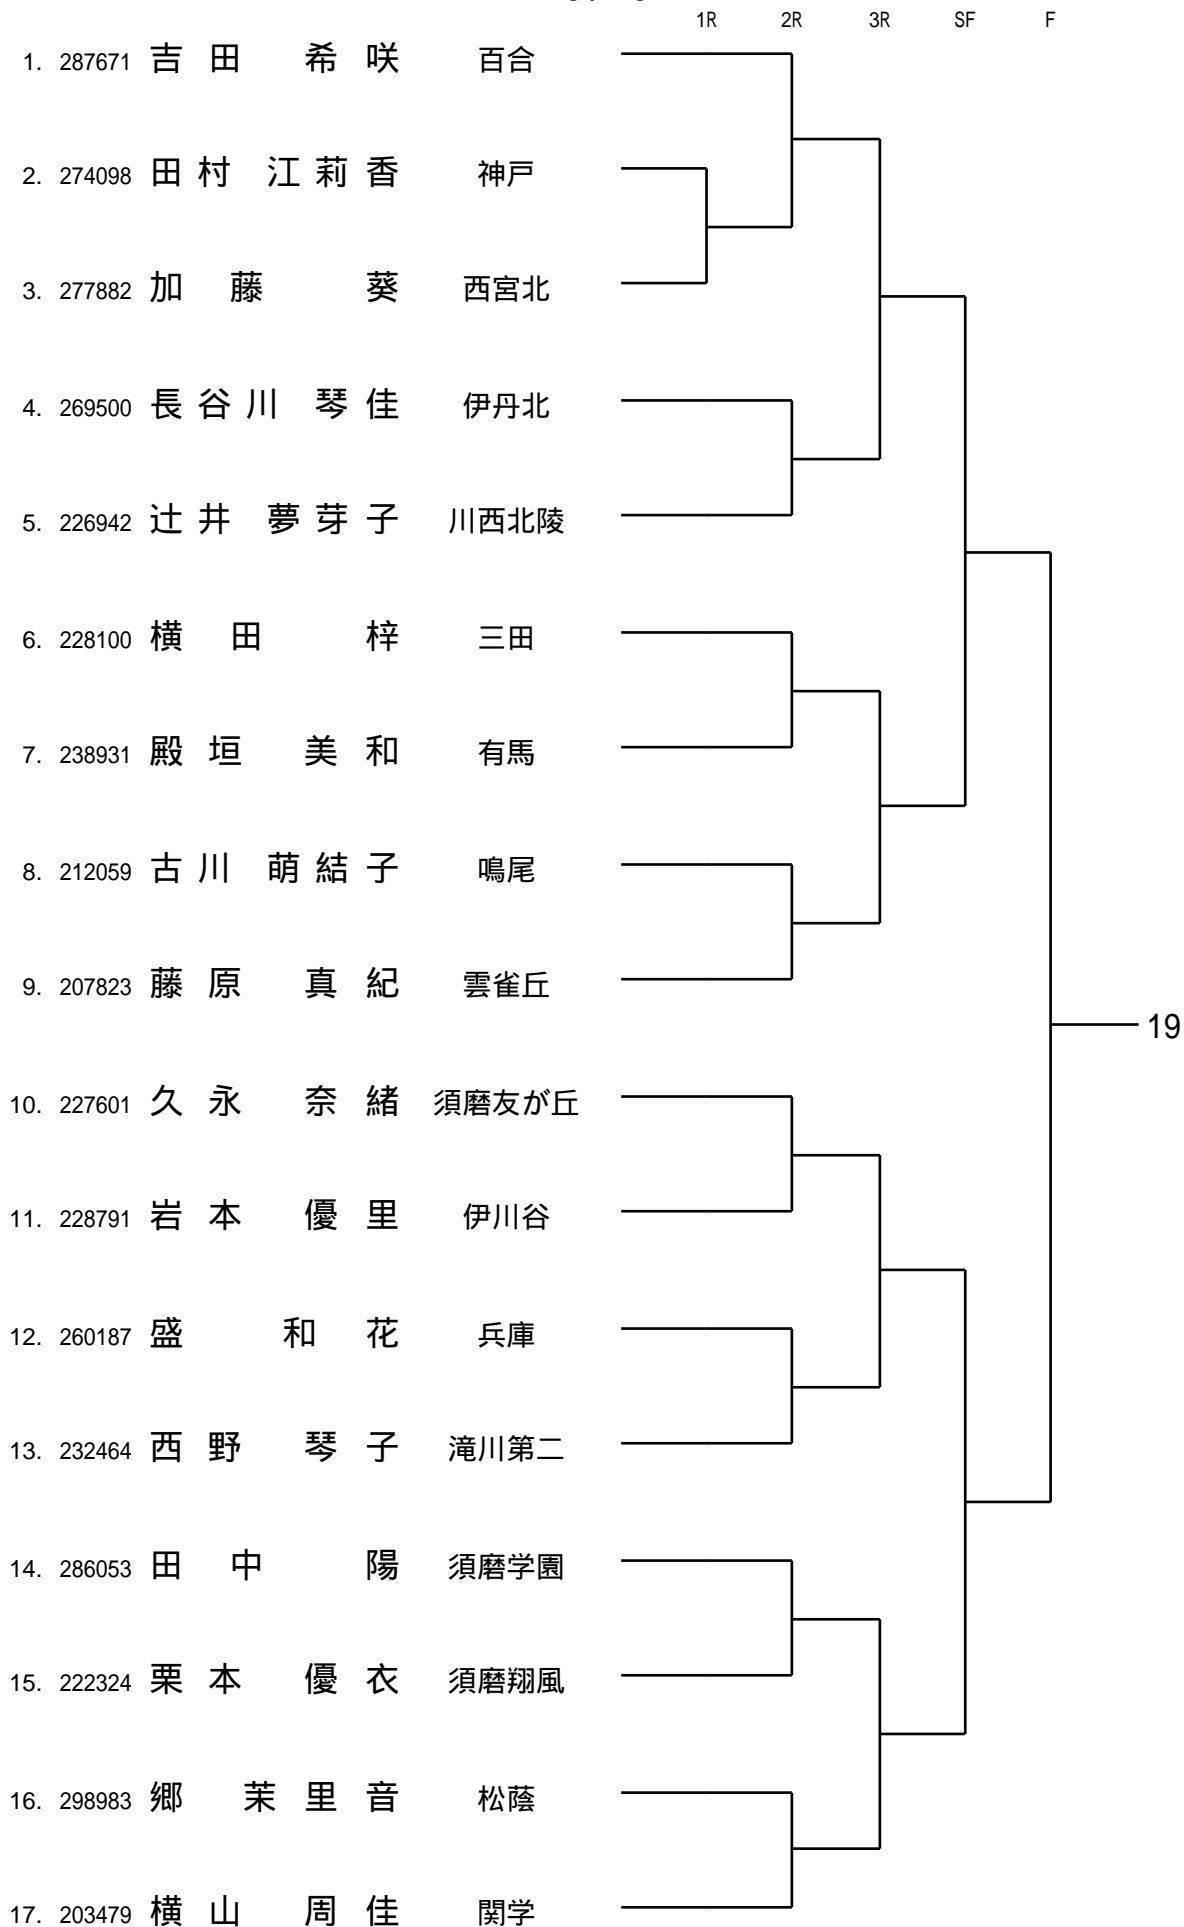 1R 2R 3R SF F
1. 287671 吉田 希咲 百合
2. 274098 田村 江莉香 神戸
3. 277882 加藤 葵 西宮北
4. 269500 長谷川 琴佳 伊丹北
5. 226942 辻井 夢芽子 川西北陵
6. 228100 横田 梓 三田
7. 238931 殿垣 美和 有馬
8. 212059 古川 萌結子 鳴尾
9. 207823 藤原 真紀 雲雀丘
19
10. 227601 久永 奈緒 須磨友が丘
11. 228791 岩本 優里 伊川谷
12. 260187 盛 和花 兵庫
13. 232464 西野 琴子 滝川第二
14. 286053 田中 陽 須磨学園
15. 222324 栗本 優衣 須磨翔風
16. 298983 郷 茉里音 松蔭
17. 203479 横山 周佳 関学